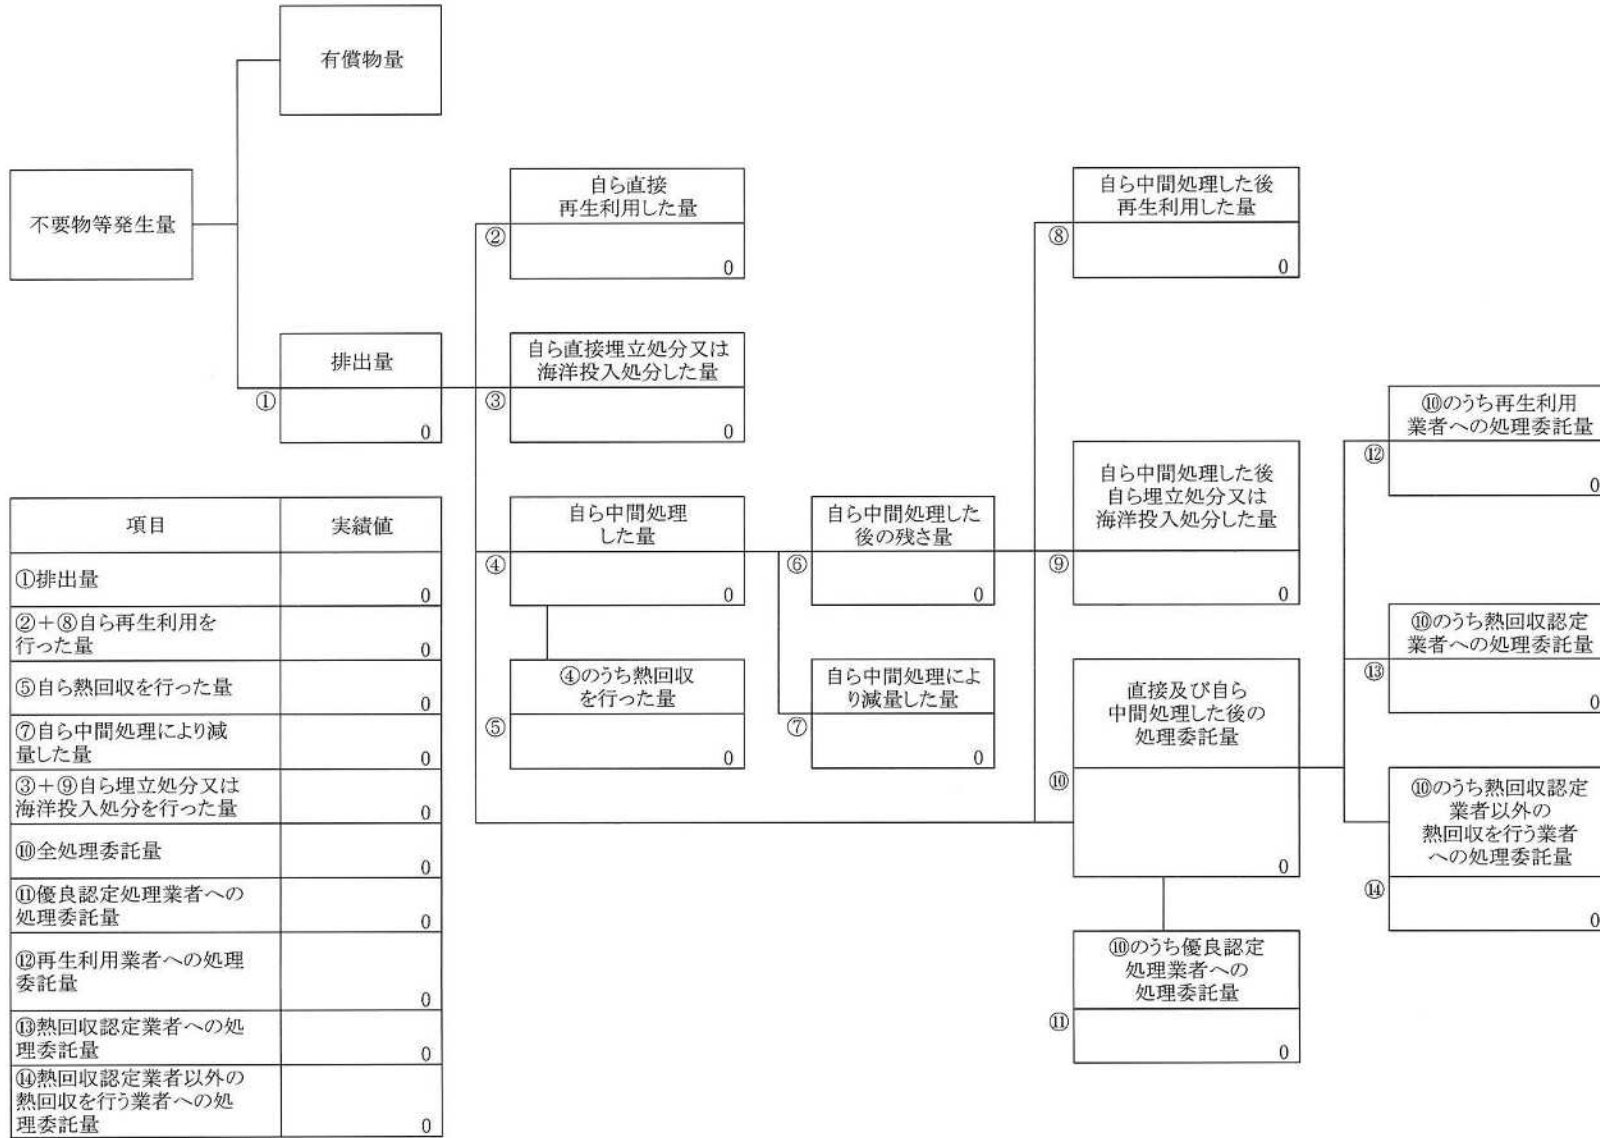 有償物量
不要物等発生量
自ら直接
再生利用した量
②
0
自ら中間処理した後
再生利用した量
⑧
0
排出量
①
0
自ら直接埋立処分又は
海洋投入処分した量
③
0
⑩のうち再生利用
業者への処理委託量
⑫
0
自ら中間処理
した量
④
0
自ら中間処理した
後の残さ量
⑥
0
自ら中間処理した後
自ら埋立処分又は
海洋投入処分した量
⑨
0
④のうち熱回収
を行った量
⑤
0
自ら中間処理によ
り減量した量
⑦
0
直接及び自ら
中間処理した後の
処理委託量
⑩
0
⑩のうち熱回収認定
業者への処理委託量
⑬
0
⑩のうち熱回収認定
業者以外の
熱回収を行う業者
への処理委託量
⑭
0
⑩のうち優良認定
処理業者への
処理委託量
⑪
0
項目 実績値
①排出量
0
②+⑧自ら再生利用を
行った量
0
⑤自ら熱回収を行った量
0
⑦自ら中間処理により減
量した量
0
③+⑨自ら埋立処分又は
海洋投入処分を行った量
0
⑩全処理委託量
0
⑪優良認定処理業者への
処理委託量
0
⑫再生利用業者への処理
委託量
0
⑬熱回収認定業者への処
理委託量
0
⑭熱回収認定業者以外の
熱回収を行う業者への処
理委託量
0